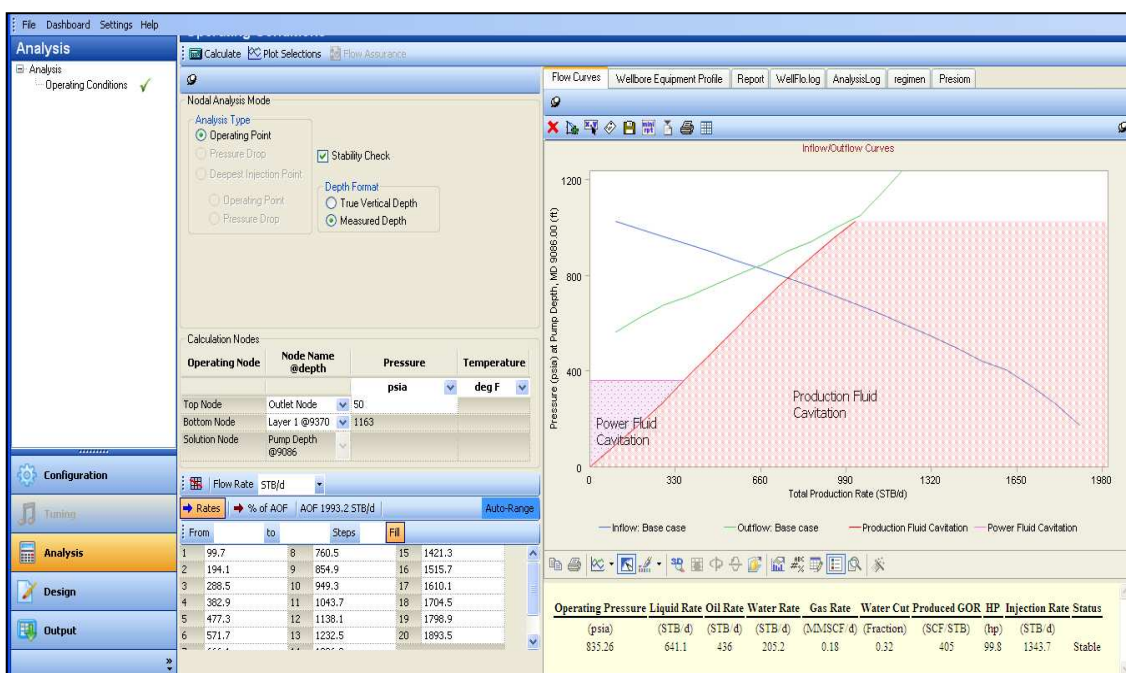 File Dashboard Settings Help
Analysis
Analysis
Operating Conditions
Configuration
Tuning
Analysis
Design
Output
Operating Conditions
Calculate Plot Selections Flow Assurance
Nodal Analysis Mode
Analysis Type
Operating Point
Pressure Drop
Deepest Injection Point
Operating Point
Pressure Drop
Stability Check
Depth Format
True Vertical Depth
Measured Depth
Calculation Nodes
Operating Node Node Name @depth Pressure Temperature
psia deg F
Top Node Outlet Node 50
Bottom Node Layer 1 @9370 1163
Solution Node Pump Depth @9086
Flow Rate STB/d
Rates % of AOF AOF 1993.2 STB/d Auto-Range
From to Steps Fill
1 99.7 8 760.5 15 1421.3
2 194.1 9 854.9 16 1515.7
3 288.5 10 949.3 17 1610.1
4 382.9 11 1043.7 18 1704.5
5 477.3 12 1138.1 19 1798.9
6 571.7 13 1232.5 20 1893.5
Flow Curves Wellbore Equipment Profile Report WellFlo.log AnalysisLog regimen Presiom
Inflow/Outflow Curves
Pressure (psia) at Pump Depth, MD 9086.00 (ft)
1200
800
400
0
Production Fluid
Cavitation
Power Fluid
Cavitation
0 330 660 990 1320 1650 1980
Total Production Rate (STB/d)
Inflow: Base case Outflow: Base case Production Fluid Cavitation Power Fluid Cavitation
Operating Pressure Liquid Rate Oil Rate Water Rate Gas Rate Water Cut Produced GOR HP Injection Rate Status
(psia) (STB/d) (STB/d) (STB/d) (MMSCF/d) (Fraction) (SCF/STB) (hp) (STB/d)
835.26 641.1 436 205.2 0.18 0.32 405 99.8 1343.7 Stable